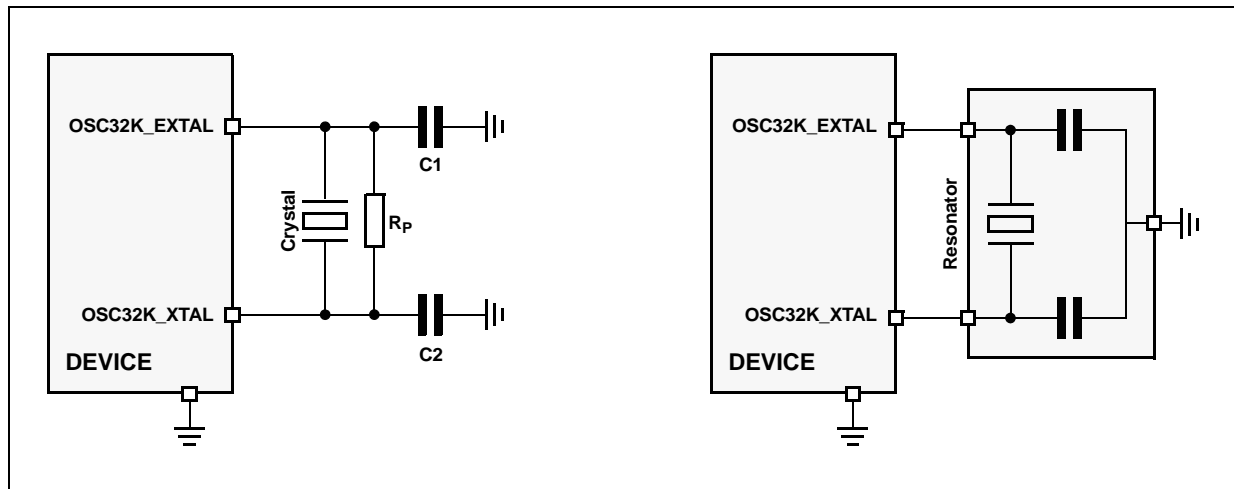 OSC32K_EXTAL
C1
Crystal
RP
OSC32K_XTAL
C2
DEVICE
OSC32K_EXTAL
Resonator
OSC32K_XTAL
DEVICE